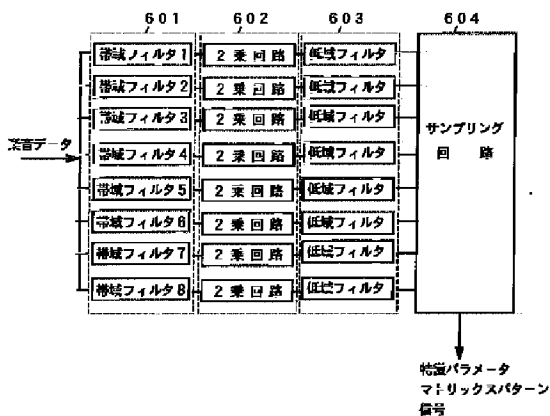 601 602 603 604
帯域フィルタ1 2乗回路 低域フィルタ
帯域フィルタ2 2乗回路 低域フィルタ
帯域フィルタ3 2乗回路 低域フィルタ
帯域フィルタ4 2乗回路 低域フィルタ
帯域フィルタ5 2乗回路 低域フィルタ
帯域フィルタ6 2乗回路 低域フィルタ
帯域フィルタ7 2乗回路 低域フィルタ
帯域フィルタ8 2乗回路 低域フィルタ
音データ
サンプリング
回路
特徴パラメータ
マトリックスパターン
信号